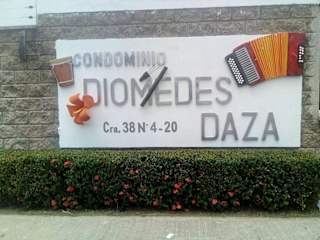 CONDOMINIO
DIOMEDES
DAZA
Cra. 38 N° 4-20